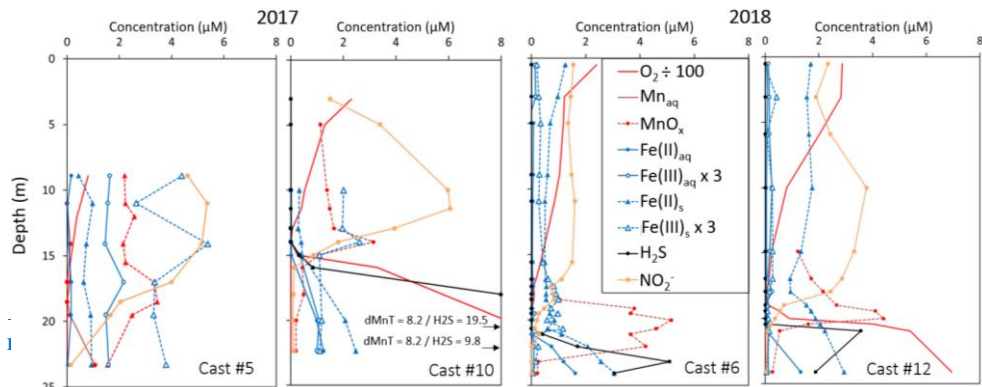 2017
2018
Concentration (µM)
Concentration (µM)
Concentration (µM)
Concentration (µM)
0 2 4 6 8
0 2 4 6 8
0 2 4 6 8
0 2 4 6 8
Depth (m)
0
5
10
15
20
25
O₂ ÷ 100
Mnaq
MnOₓ
Fe(II)aq
Fe(III)aq x 3
Fe(II)s
Fe(III)s x 3
H₂S
NO₂⁻
dMnT = 8.2 / H2S = 19.5
dMnT = 8.2 / H2S = 9.8
Cast #5
Cast #10
Cast #6
Cast #12